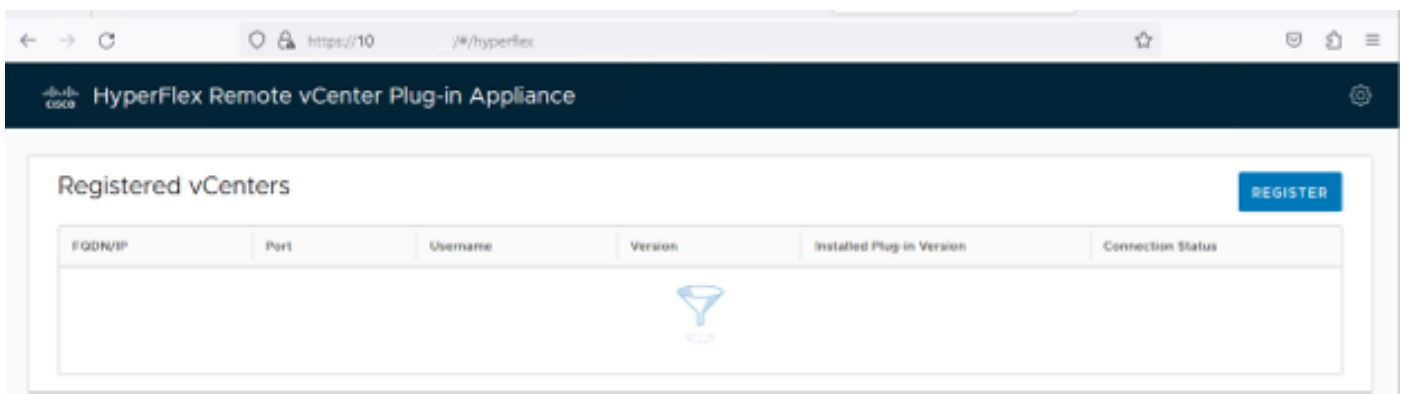 https://10 /#/hyperflex
CISCO HyperFlex Remote vCenter Plug-in Appliance
Registered vCenters
REGISTER
FQDN/IP Port Username Version Installed Plug-in Version Connection Status